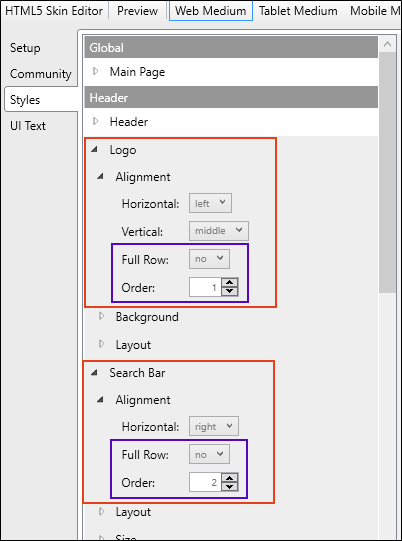 HTML5 Skin Editor Preview Web Medium Tablet Medium Mobile M
Setup
Community
Styles
UI Text
Global
Main Page
Header
Header
Logo
Alignment
Horizontal: left
Vertical: middle
Full Row: no
Order: 1
Background
Layout
Search Bar
Alignment
Horizontal: right
Full Row: no
Order: 2
Layout
Size